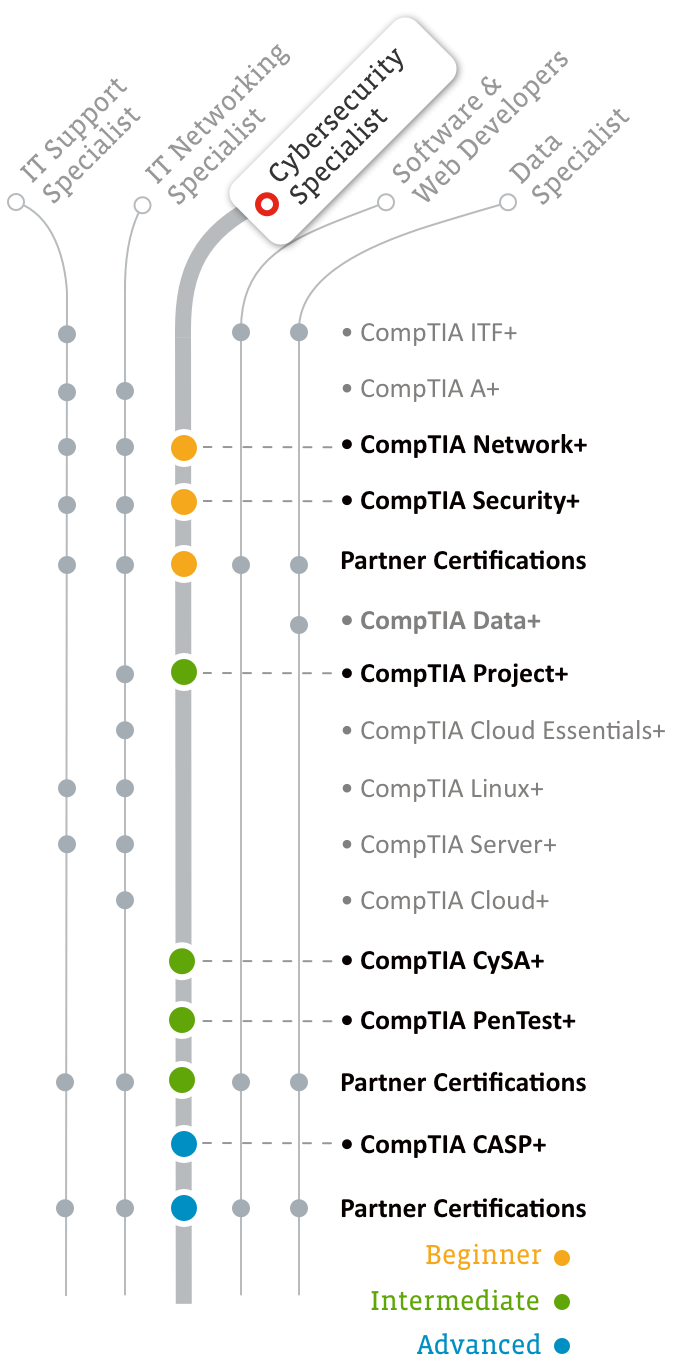 IT Support
Specialist
IT Networking
Specialist
Cybersecurity
Specialist
Software &
Web Developers
Data
Specialist
• CompTIA ITF+
• CompTIA A+
• CompTIA Network+
• CompTIA Security+
Partner Certifications
• CompTIA Data+
• CompTIA Project+
• CompTIA Cloud Essentials+
• CompTIA Linux+
• CompTIA Server+
• CompTIA Cloud+
• CompTIA CySA+
• CompTIA PenTest+
Partner Certifications
• CompTIA CASP+
Partner Certifications
Beginner
Intermediate
Advanced